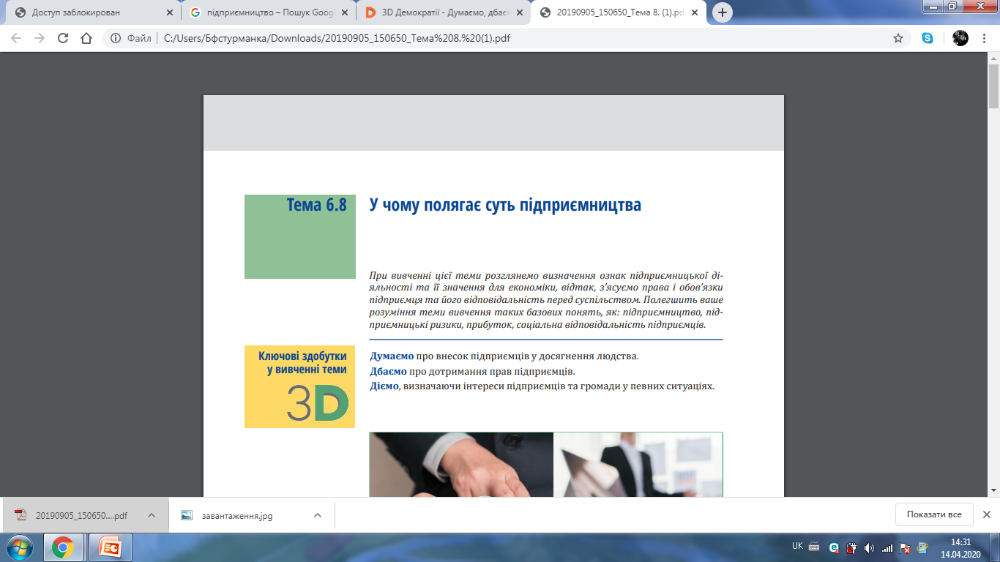 Доступ заблокирован
підприємництво – Пошук Goog
3D Демократії - Думаємо, дбаєм
20190905_150650_Тема 8. (1).pd
Файл
C:/Users/Бфстурманка/Downloads/20190905_150650_Тема%208.%20(1).pdf
Тема 6.8
У чому полягає суть підприємництва
При вивченні цієї теми розглянемо визначення ознак підприємницької ді-
яльності та її значення для економіки, відтак, з’ясуємо права і обов’язки
підприємця та його відповідальність перед суспільством. Полегшить ваше
розуміння теми вивчення таких базових понять, як: підприємництво, під-
приємницькі ризики, прибуток, соціальна відповідальність підприємців.
Ключові здобутки
у вивченні теми
3D
Думаємо про внесок підприємців у досягнення людства.
Дбаємо про дотримання прав підприємців.
Діємо, визначаючи інтереси підприємців та громади у певних ситуаціях.
20190905_150650....pdf
завантаження.jpg
Показати все
UK
14:31
14.04.2020